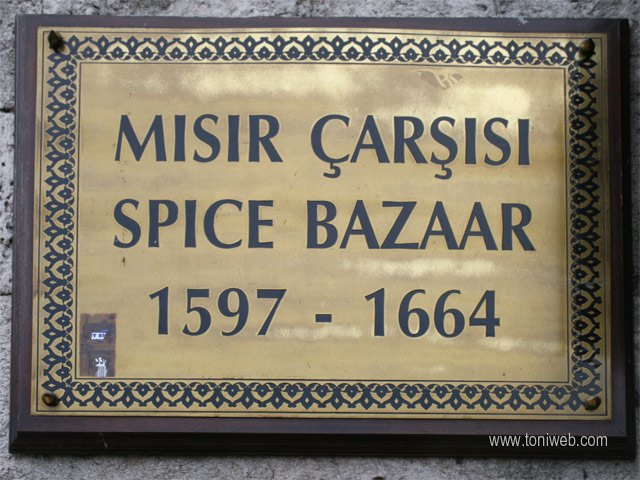 MISIR ÇARŞISI
SPICE BAZAAR
1597 - 1664
www.toniweb.com